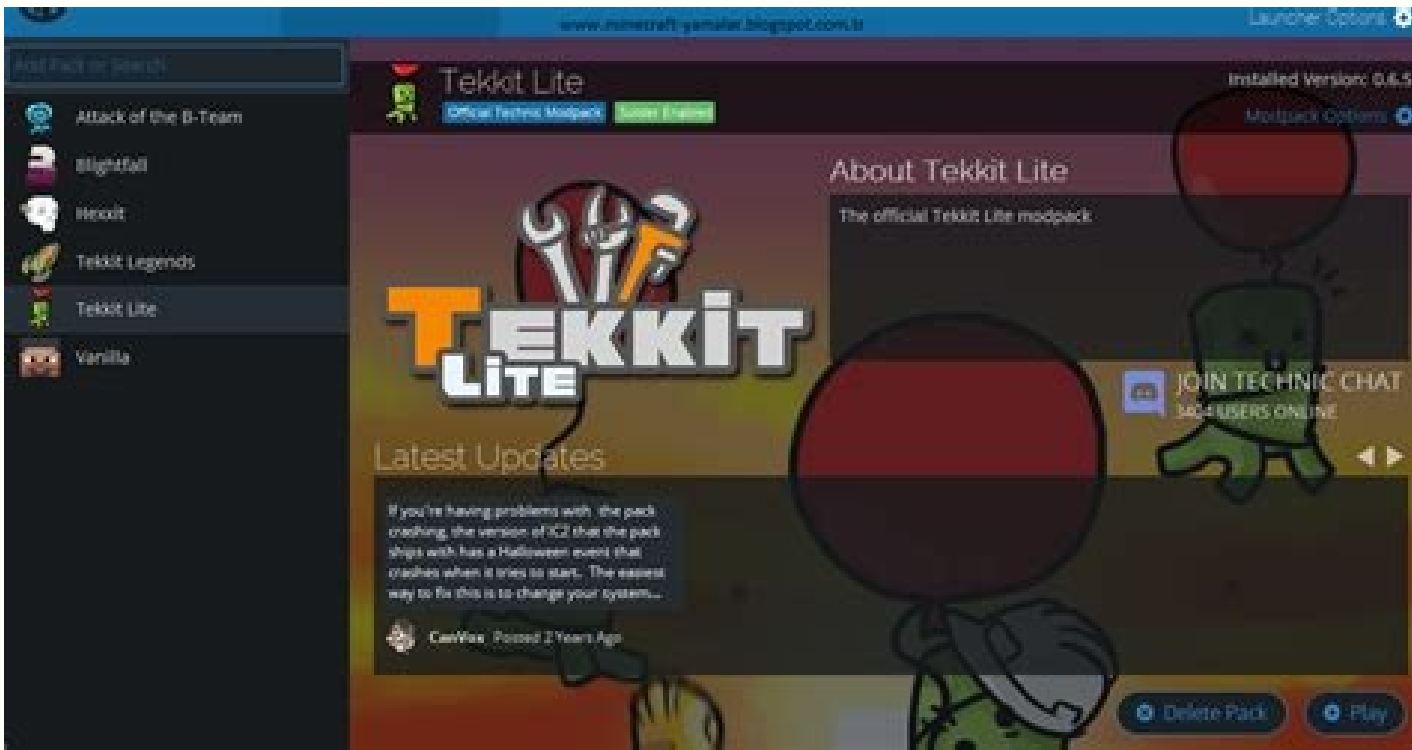 www.minecraft-yamalar.blogspot.com.tr
Launcher Options
Add Pack or Search
Attack of the B-Team
Blightfall
Hexxit
Tekkit Legends
Tekkit Lite
Vanilla
Tekkit Lite
Official Technic Modpack
Solder Enabled
Installed Version: 0.6.5
Modpack Options
TEKKIT
LITE
About Tekkit Lite
The official Tekkit Lite modpack
JOIN TECHNIC CHAT
3404 USERS ONLINE
Latest Updates
If you're having problems with the pack
crashing, the version of IC2 that the pack
ships with has a Halloween event that
crashes when it tries to start. The easiest
way to fix this is to change your system...
CanVox Posted 2 Years Ago
Delete Pack
Play